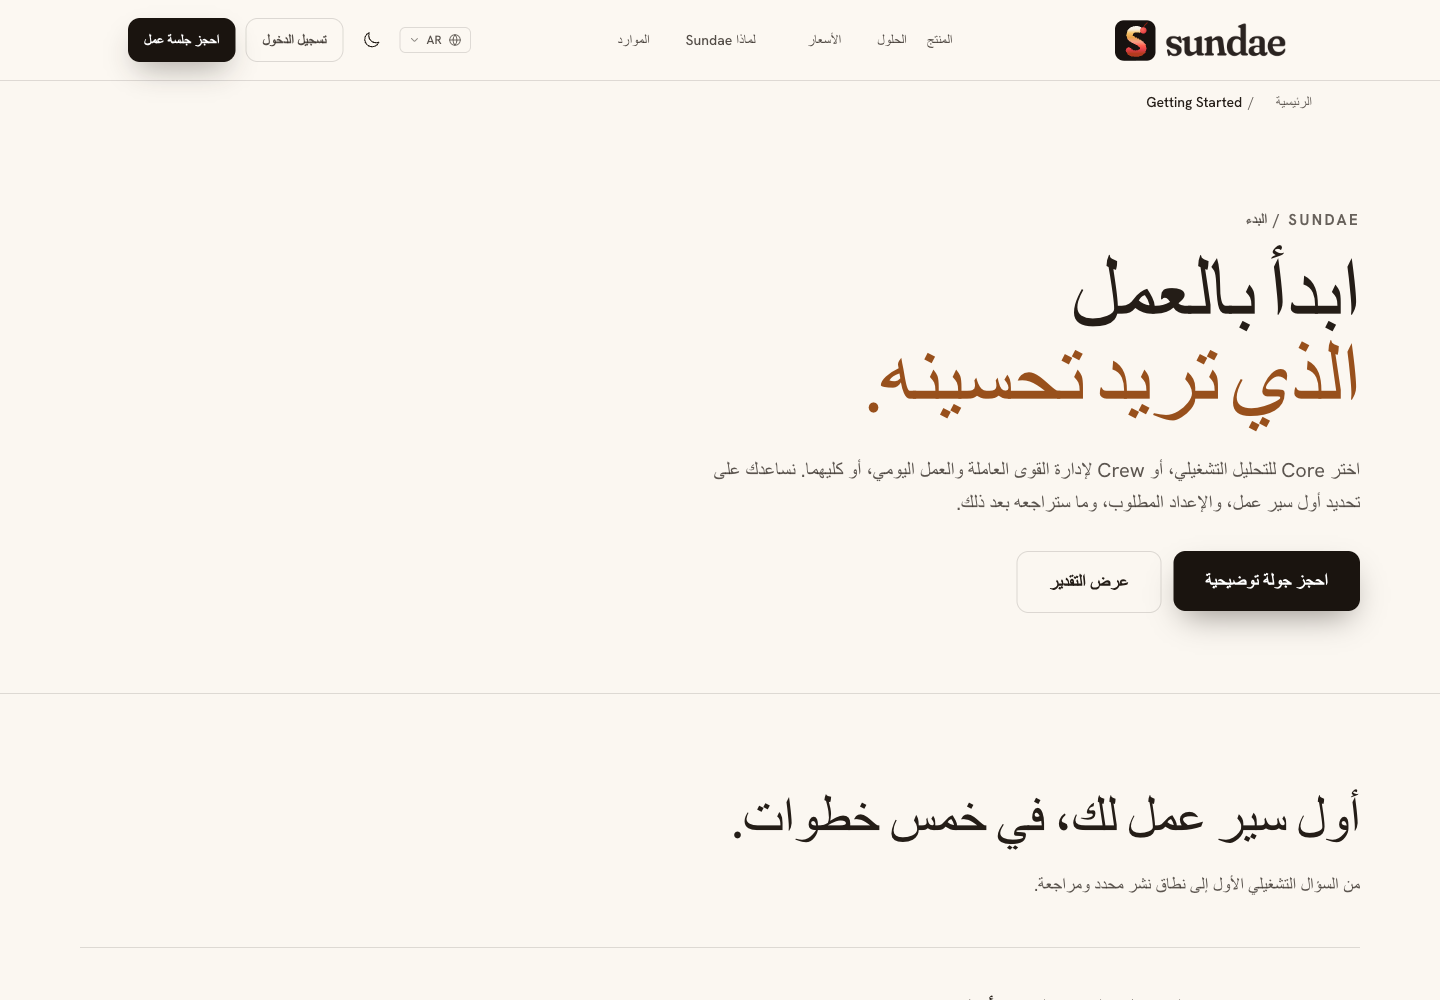 sundae
المنتج
الحلول
الأسعار
لماذا Sundae
الموارد
AR
تسجيل الدخول
احجز جلسة عمل
الرئيسية / Getting Started
SUNDAE / البدء
ابدأ بالعمل
الذي تريد تحسينه.
اختر Core للتحليل التشغيلي، أو Crew لإدارة القوى العاملة والعمل اليومي، أو كليهما. نساعدك على
تحديد أول سير عمل، والإعداد المطلوب، وما ستراجعه بعد ذلك.
احجز جولة توضيحية
عرض التقدير
أول سير عمل لك، في خمس خطوات.
من السؤال التشغيلي الأول إلى نطاق نشر محدد ومراجعة.